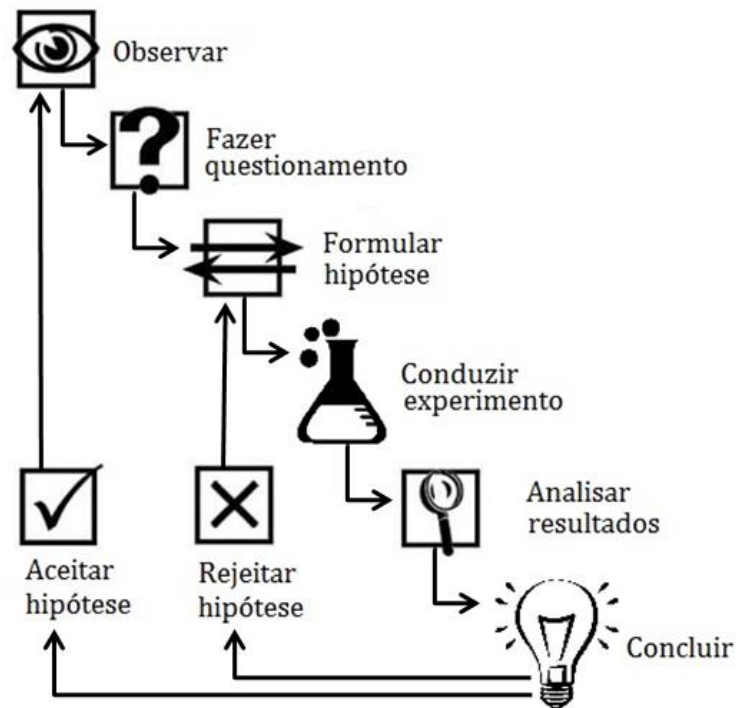 Observar
Fazer
questionamento
Formular
hipótese
Conduzir
experimento
Analisar
resultados
Aceitar
hipótese
Rejeitar
hipótese
Concluir